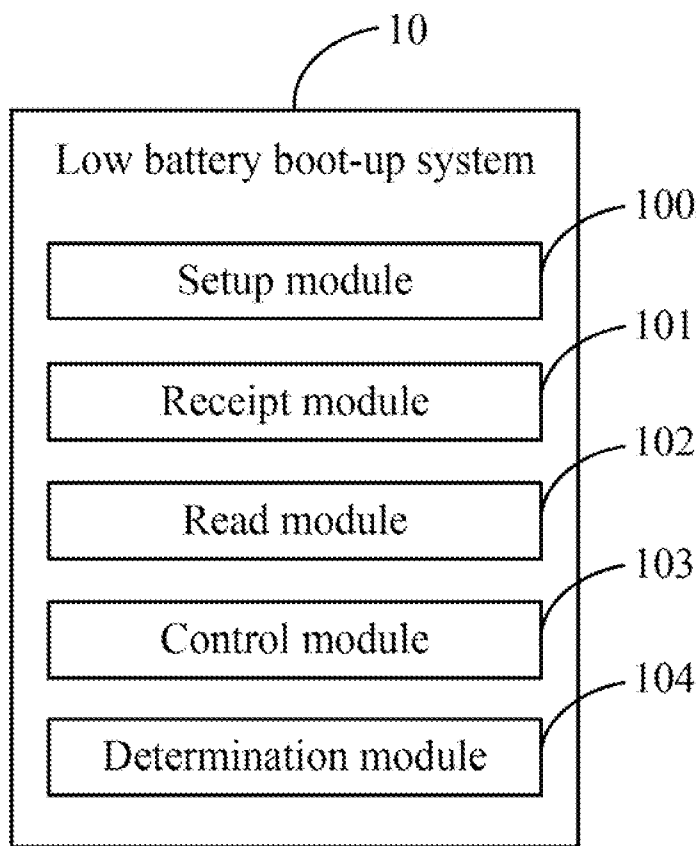 10
Low battery boot-up system
100
Setup module
101
Receipt module
102
Read module
103
Control module
104
Determination module